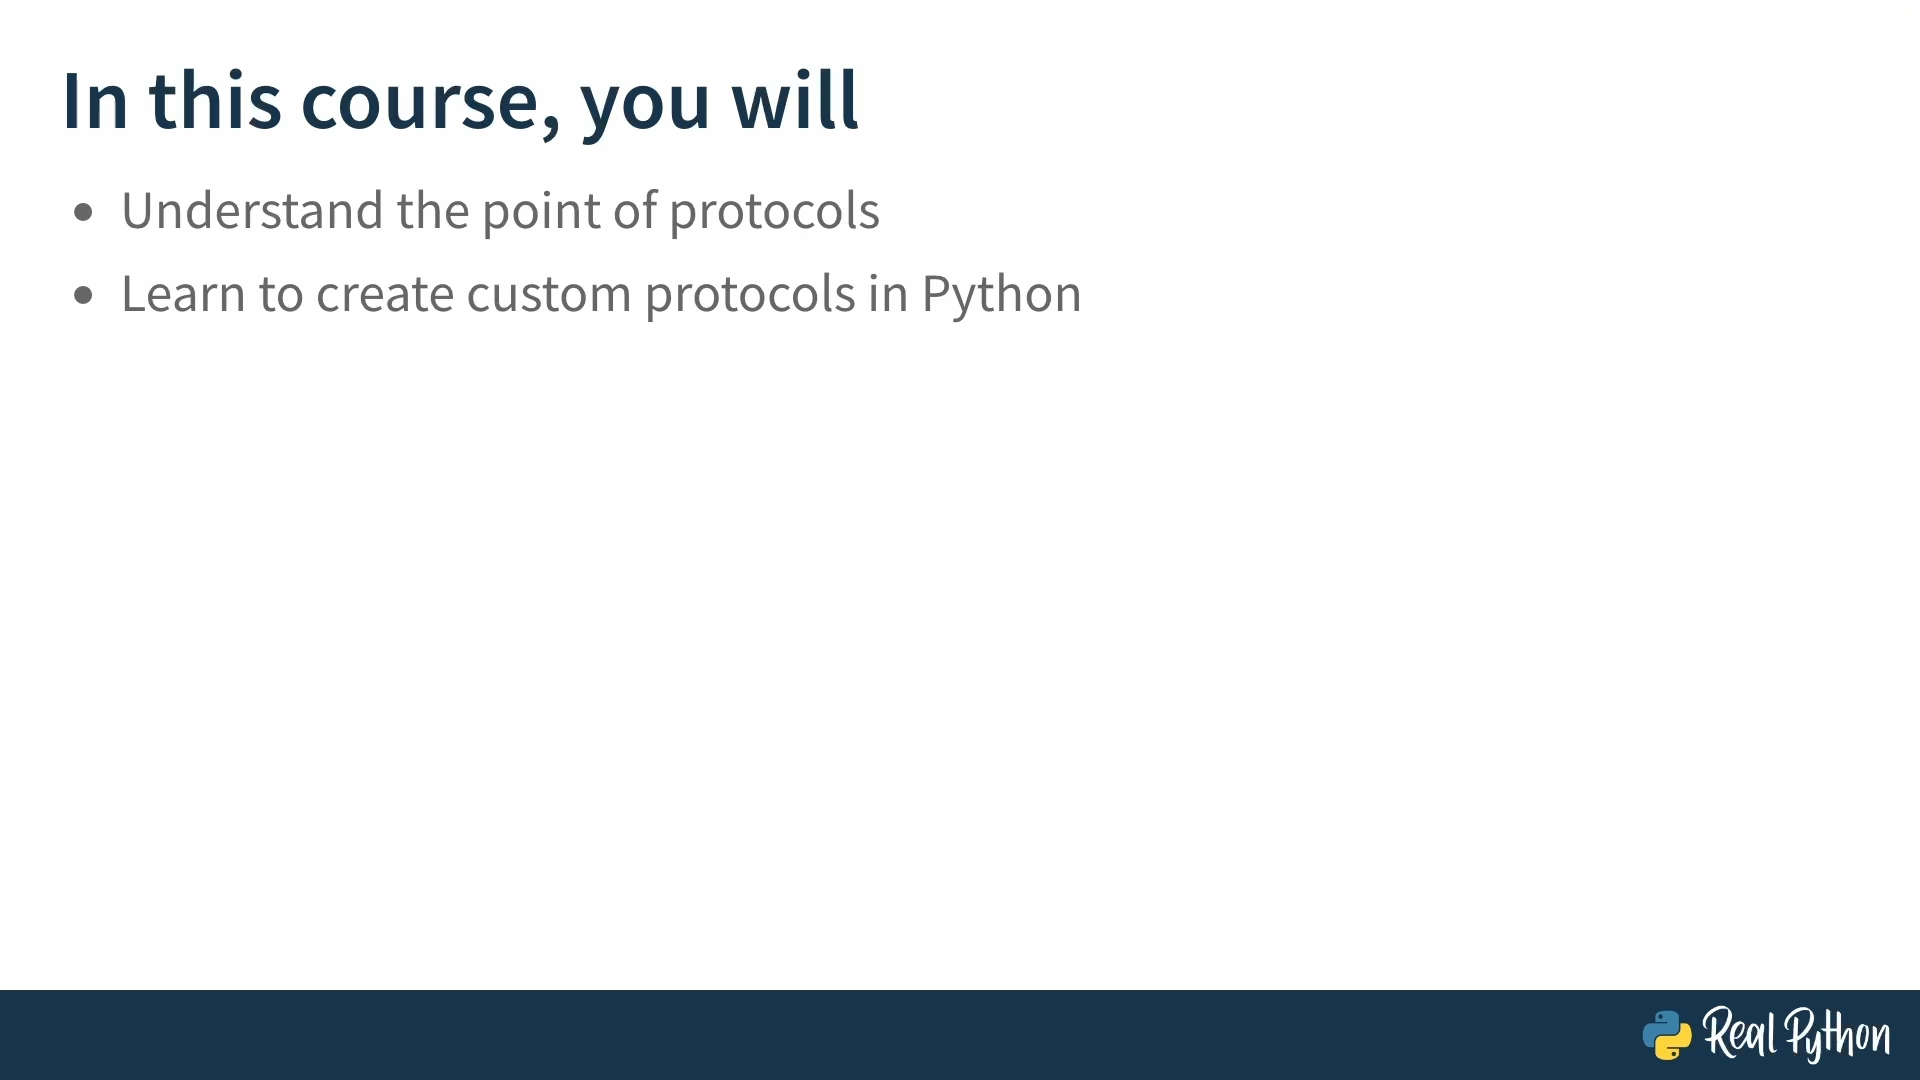 In this course, you will
• Understand the point of protocols
• Learn to create custom protocols in Python
Real Python